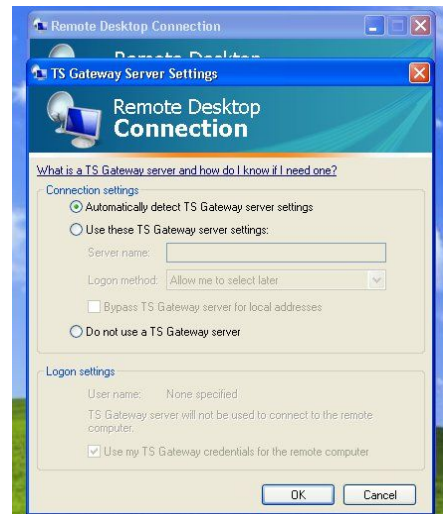 Remote Desktop Connection
Remote Desktop
TS Gateway Server Settings
Remote Desktop
Connection
What is a TS Gateway server and how do I know if I need one?
Connection settings
Automatically detect TS Gateway server settings
Use these TS Gateway server settings:
Server name:
Logon method: Allow me to select later
Bypass TS Gateway server for local addresses
Do not use a TS Gateway server
Logon settings
User name: None specified
TS Gateway server will not be used to connect to the remote
computer.
Use my TS Gateway credentials for the remote computer
OK Cancel